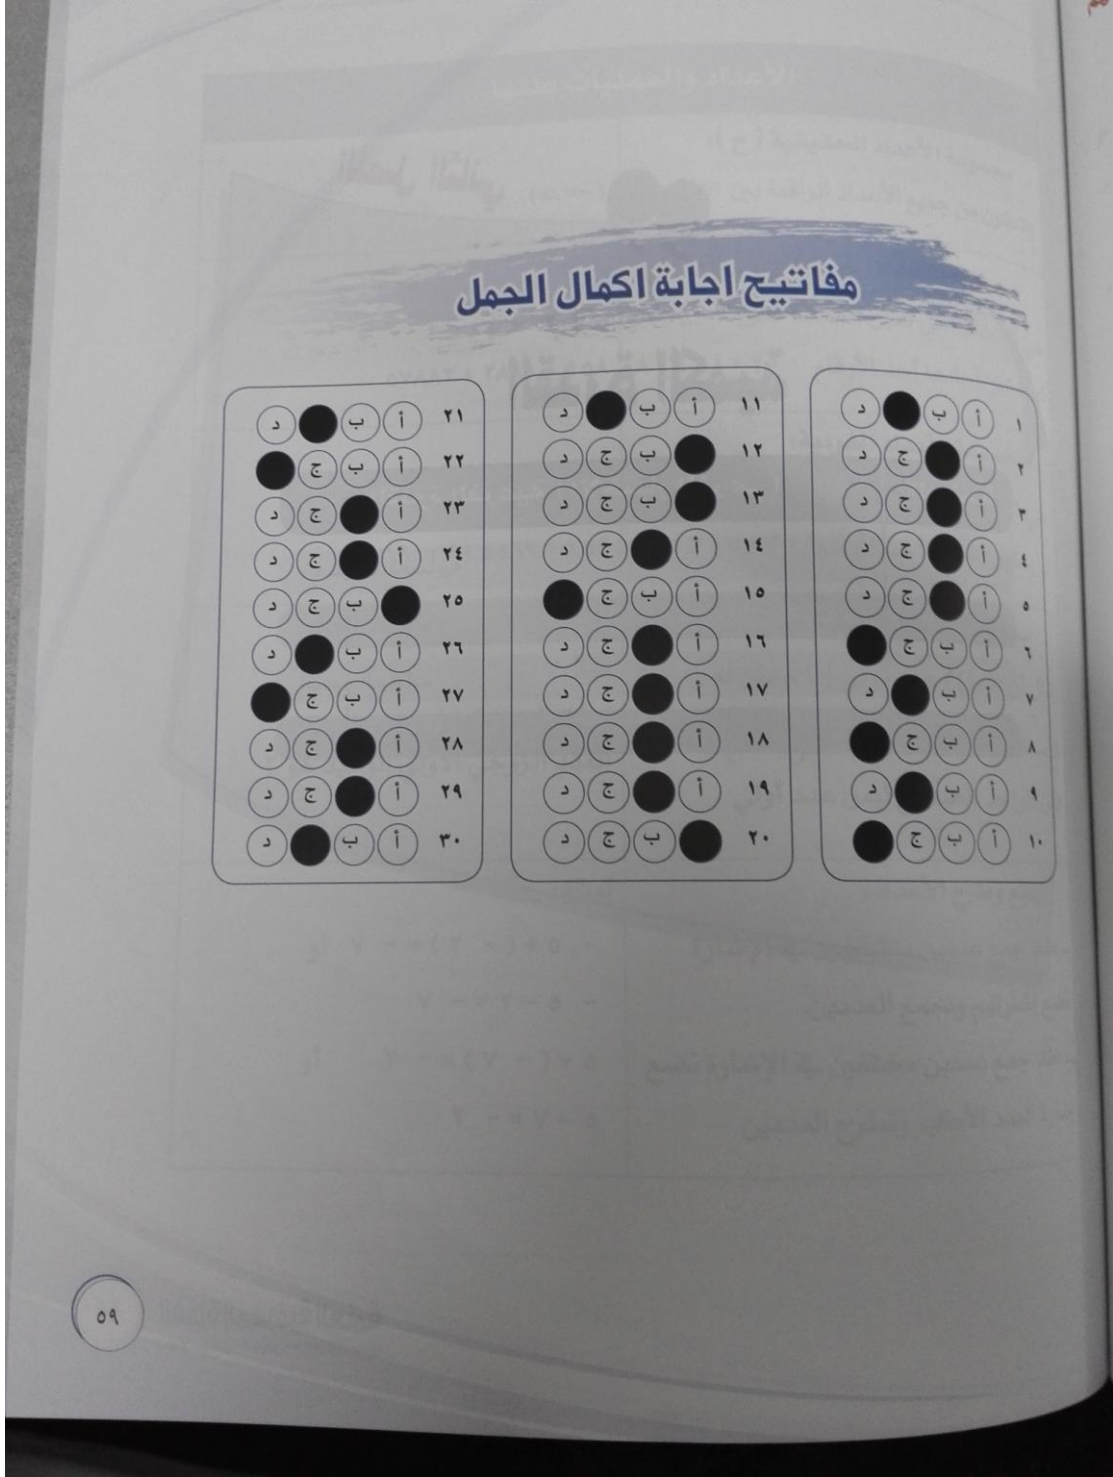 مفاتيح اجابة اكمال الجمل
١ أ ب د
٢ أ ج د
٣ أ ج د
٤ أ ج د
٥ أ ج د
٦ أ ب ج
٧ أ ب د
٨ أ ب ج
٩ أ ب د
١٠ أ ب ج
١١ أ ب د
١٢ ب ج د
١٣ ب ج د
١٤ أ ج د
١٥ أ ب ج
١٦ أ ج د
١٧ أ ج د
١٨ أ ج د
١٩ أ ج د
٢٠ ب ج د
٢١ أ ب د
٢٢ أ ب ج
٢٣ أ ج د
٢٤ أ ج د
٢٥ ب ج د
٢٦ أ ب د
٢٧ أ ب ج
٢٨ أ ج د
٢٩ أ ج د
٣٠ أ ب د
٥٩